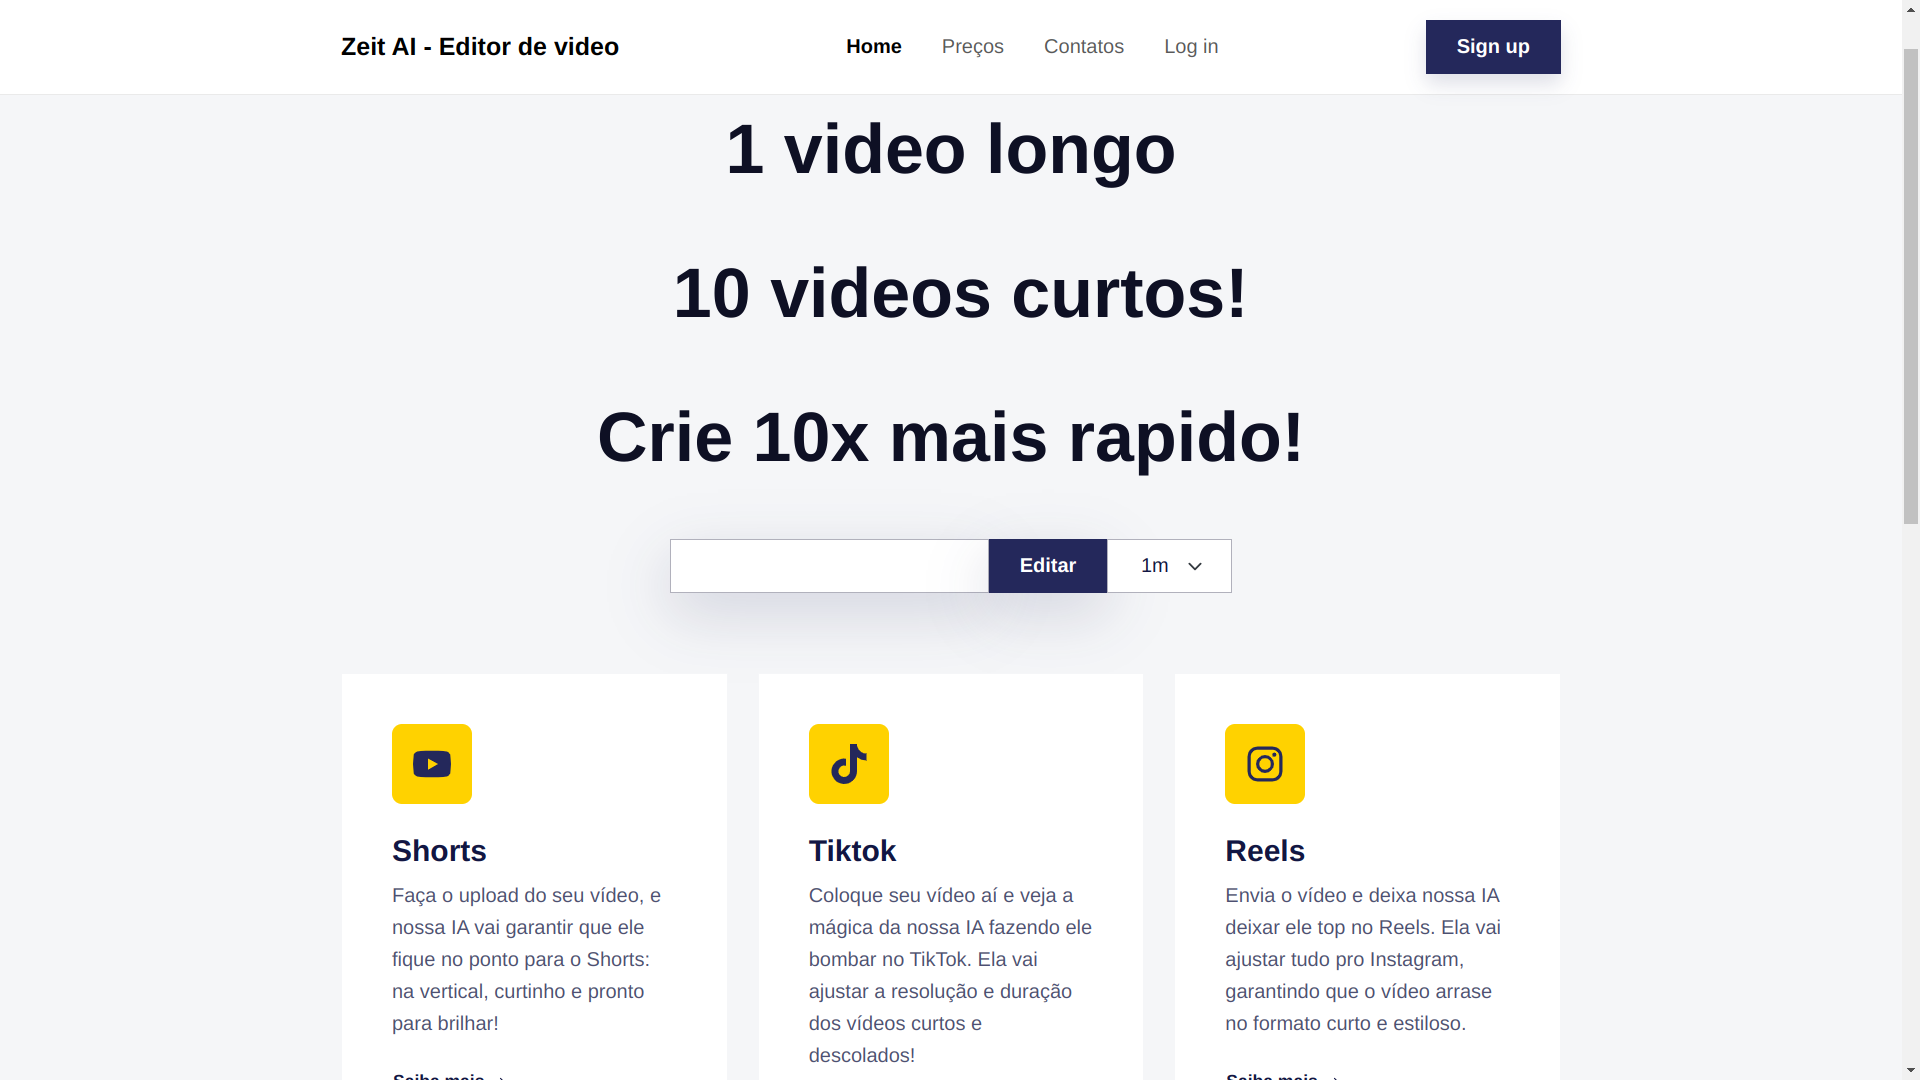 Zeit AI - Editor de video
Home
Preços
Contatos
Log in
Sign up
1 video longo
10 videos curtos!
Crie 10x mais rapido!
Editar
1m
Shorts
Faça o upload do seu vídeo, e
nossa IA vai garantir que ele
fique no ponto para o Shorts:
na vertical, curtinho e pronto
para brilhar!
Saiba mais
Tiktok
Coloque seu vídeo aí e veja a
mágica da nossa IA fazendo ele
bombar no TikTok. Ela vai
ajustar a resolução e duração
dos vídeos curtos e
descolados!
Reels
Envia o vídeo e deixa nossa IA
deixar ele top no Reels. Ela vai
ajustar tudo pro Instagram,
garantindo que o vídeo arrase
no formato curto e estiloso.
Saiba mais